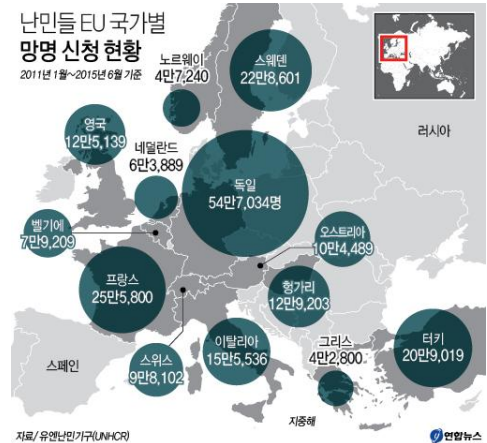 난민들 EU 국가별
망명 신청 현황
2011년 1월~2015년 6월 기준
노르웨이
4만7,240
스웨덴
22만8,601
러시아
영국
12만5,139
네덜란드
6만3,889
독일
54만7,034명
벨기에
7만9,209
오스트리아
10만4,489
프랑스
25만5,800
헝가리
12만9,203
스위스
9만8,102
이탈리아
15만5,536
그리스
4만2,800
터키
20만9,019
스페인
지중해
자료/유엔난민기구(UNHCR)
연합뉴스